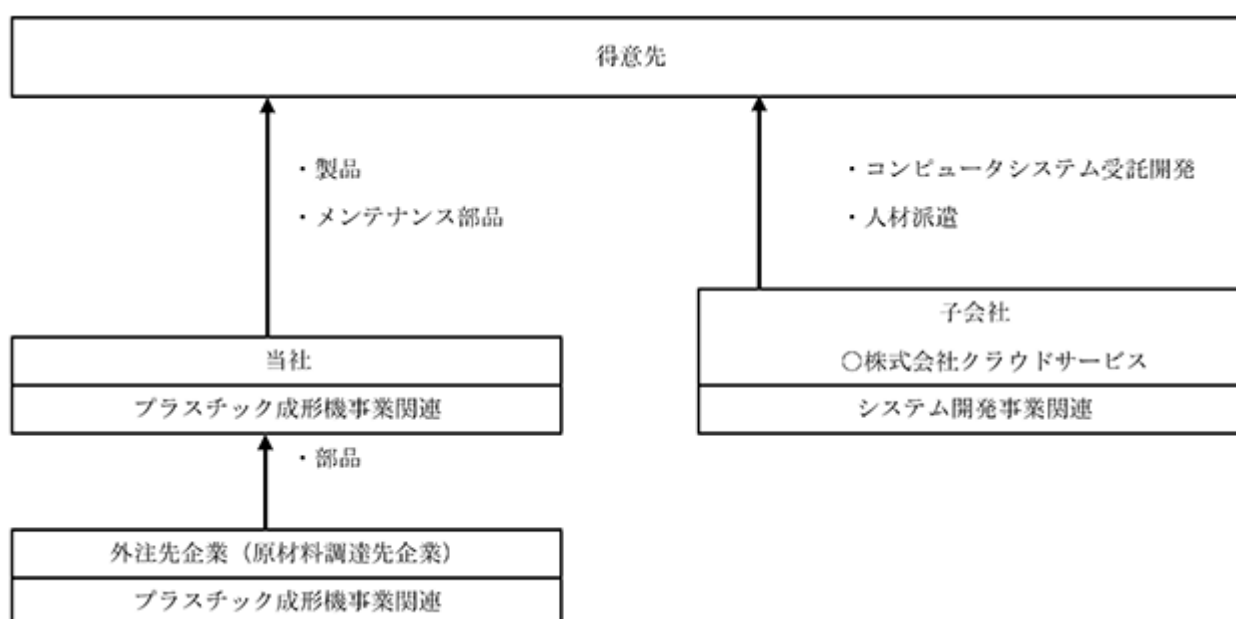 得意先
・製品
・メンテナンス部品
・コンピュータシステム受託開発
・人材派遣
子会社
〇株式会社クラウドサービス
システム開発事業関連
当社
プラスチック成形機事業関連
・部品
外注先企業（原材料調達先企業）
プラスチック成形機事業関連